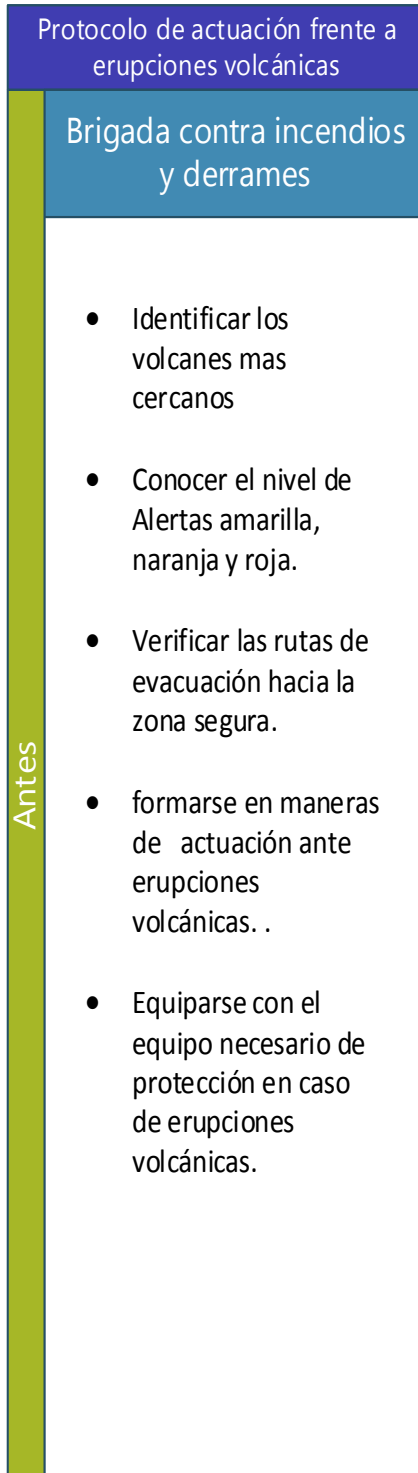 Protocolo de actuación frente a
erupciones volcánicas
Brigada contra incendios
y derrames
Antes
• Identificar los
volcanes mas
cercanos
• Conocer el nivel de
Alertas amarilla,
naranja y roja.
• Verificar las rutas de
evacuación hacia la
zona segura.
• formarse en maneras
de actuación ante
erupciones
volcánicas. .
• Equiparse con el
equipo necesario de
protección en caso
de erupciones
volcánicas.